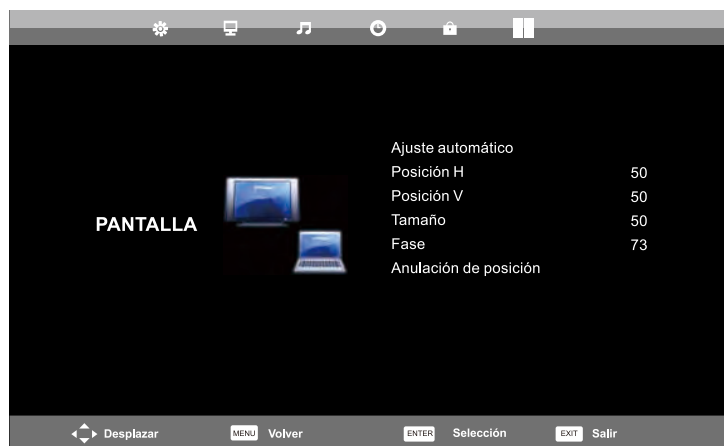 Ajuste automático
Posición H 50
Posición V 50
PANTALLA
Tamaño 50
Fase 73
Anulación de posición
Desplazar MENU Volver ENTER Selección EXIT Salir